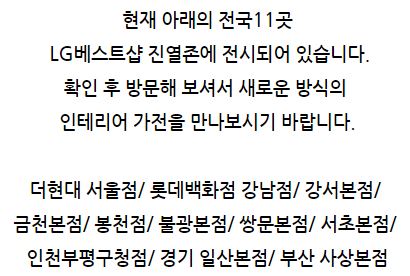 현재 아래의 전국11곳
LG베스트샵 진열존에 전시되어 있습니다.
확인 후 방문해 보셔서 새로운 방식의
인테리어 가전을 만나보시기 바랍니다.
더현대 서울점/ 롯데백화점 강남점/ 강서본점/
금천본점/ 봉천점/ 불광본점/ 쌍문본점/ 서초본점/
인천부평구청점/ 경기 일산본점/ 부산 사상본점